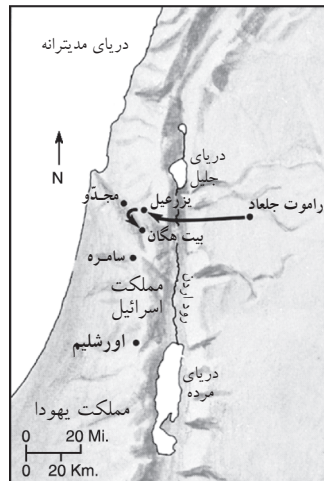 دریای مدیترانه
N
دریای
جلیل
راموت جلعاد
یزرعیل
مجدّو
بیت هگان
سامره
مملکت
اسرائیل
رود اردن
اورشلیم
دریای
مرده
مملکت یهودا
0 20 Mi.
0 20 Km.